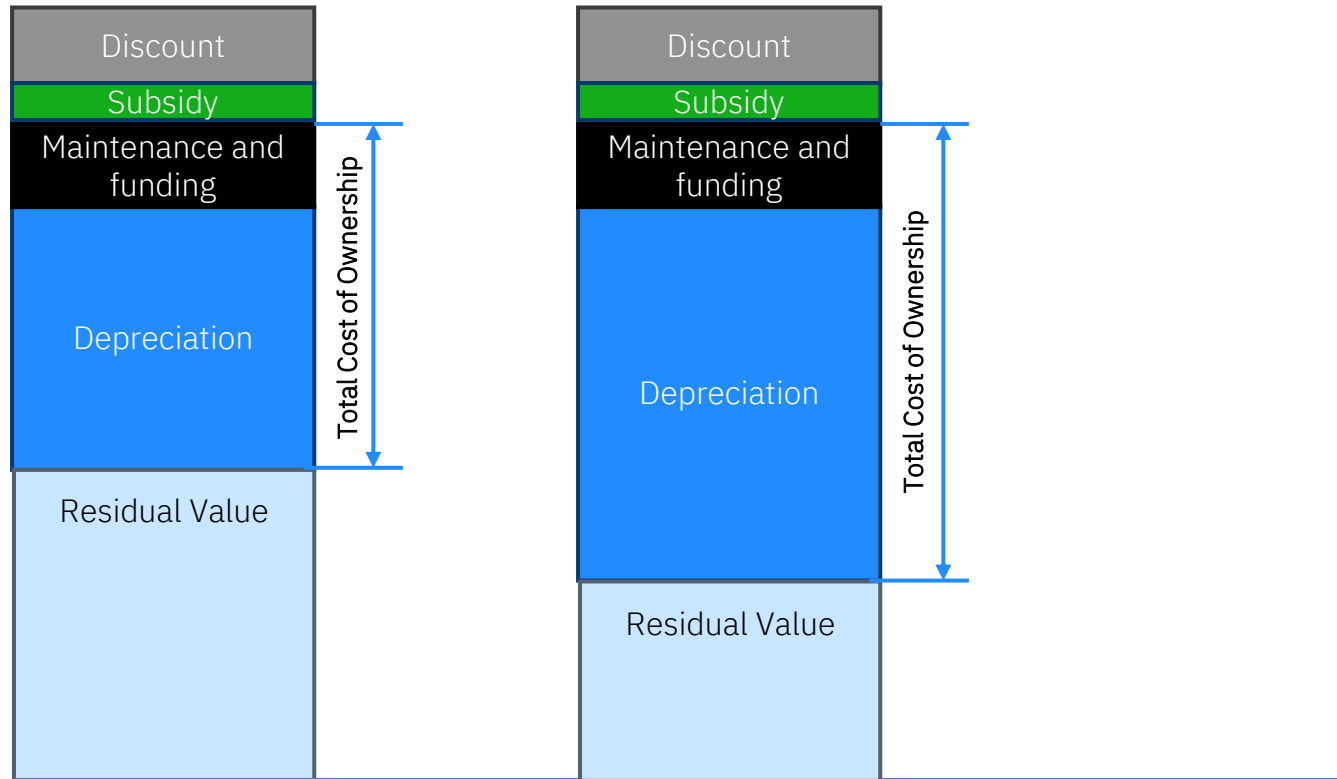 Discount
Subsidy
Maintenance and
funding
Depreciation
Residual Value
Total Cost of Ownership
Discount
Subsidy
Maintenance and
funding
Depreciation
Residual Value
Total Cost of Ownership